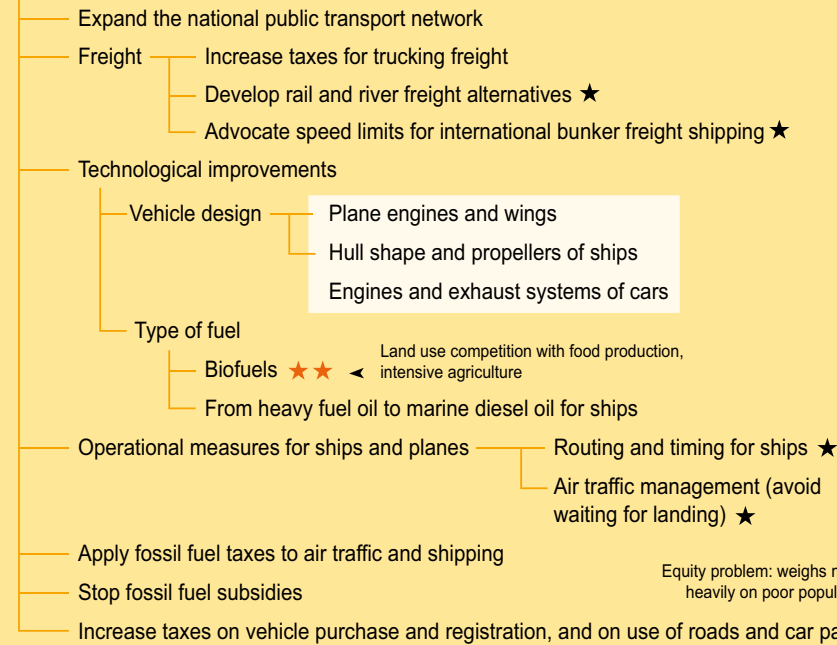 Expand the national public transport network
Freight
Increase taxes for trucking freight
Develop rail and river freight alternatives
Advocate speed limits for international bunker freight shipping
Technological improvements
Vehicle design
Plane engines and wings
Hull shape and propellers of ships
Engines and exhaust systems of cars
Type of fuel
Biofuels
Land use competition with food production,
intensive agriculture
From heavy fuel oil to marine diesel oil for ships
Operational measures for ships and planes
Routing and timing for ships
Air traffic management (avoid
waiting for landing)
Apply fossil fuel taxes to air traffic and shipping
Equity problem: weighs
heavily on poor
Stop fossil fuel subsidies
Increase taxes on vehicle purchase and registration, and on use of roads and car